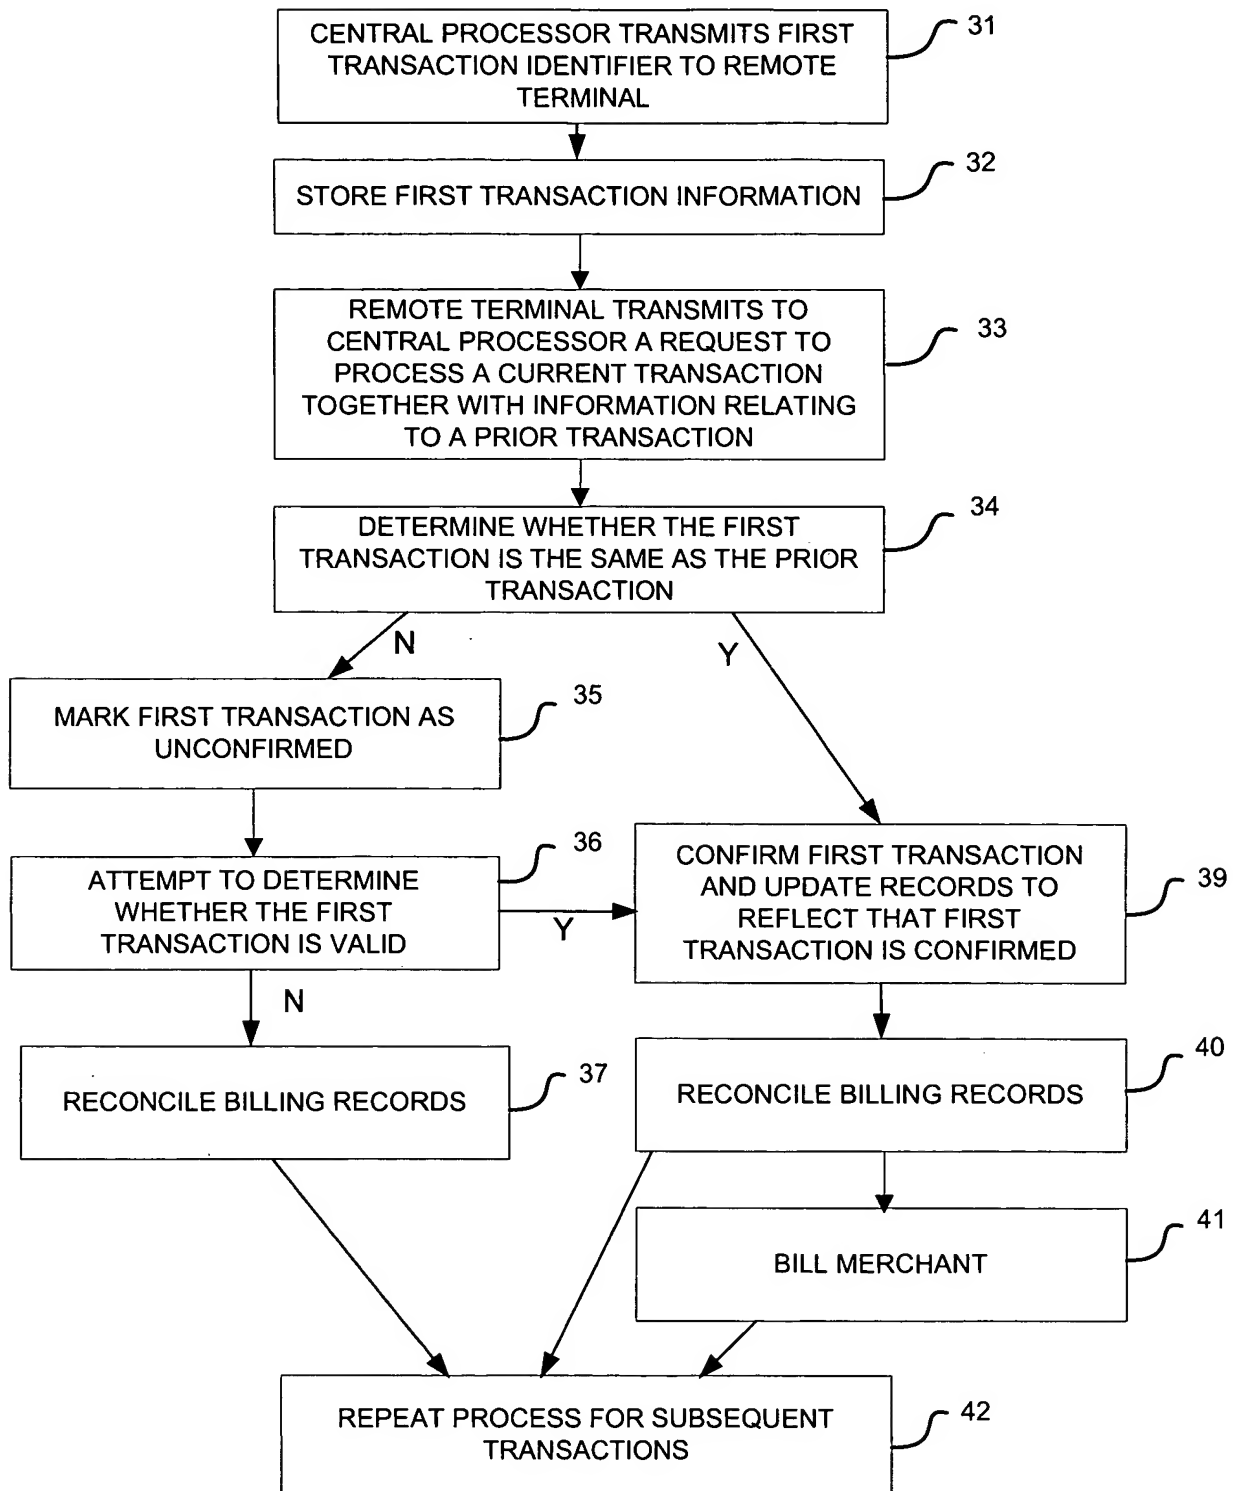 CENTRAL PROCESSOR TRANSMITS FIRST
TRANSACTION IDENTIFIER TO REMOTE
TERMINAL
31
STORE FIRST TRANSACTION INFORMATION
32
REMOTE TERMINAL TRANSMITS TO
CENTRAL PROCESSOR A REQUEST TO
PROCESS A CURRENT TRANSACTION
TOGETHER WITH INFORMATION RELATING
TO A PRIOR TRANSACTION
33
DETERMINE WHETHER THE FIRST
TRANSACTION IS THE SAME AS THE PRIOR
TRANSACTION
34
N
Y
MARK FIRST TRANSACTION AS
UNCONFIRMED
35
ATTEMPT TO DETERMINE
WHETHER THE FIRST
TRANSACTION IS VALID
36
Y
N
CONFIRM FIRST TRANSACTION
AND UPDATE RECORDS TO
REFLECT THAT FIRST
TRANSACTION IS CONFIRMED
39
RECONCILE BILLING RECORDS
37
RECONCILE BILLING RECORDS
40
BILL MERCHANT
41
REPEAT PROCESS FOR SUBSEQUENT
TRANSACTIONS
42